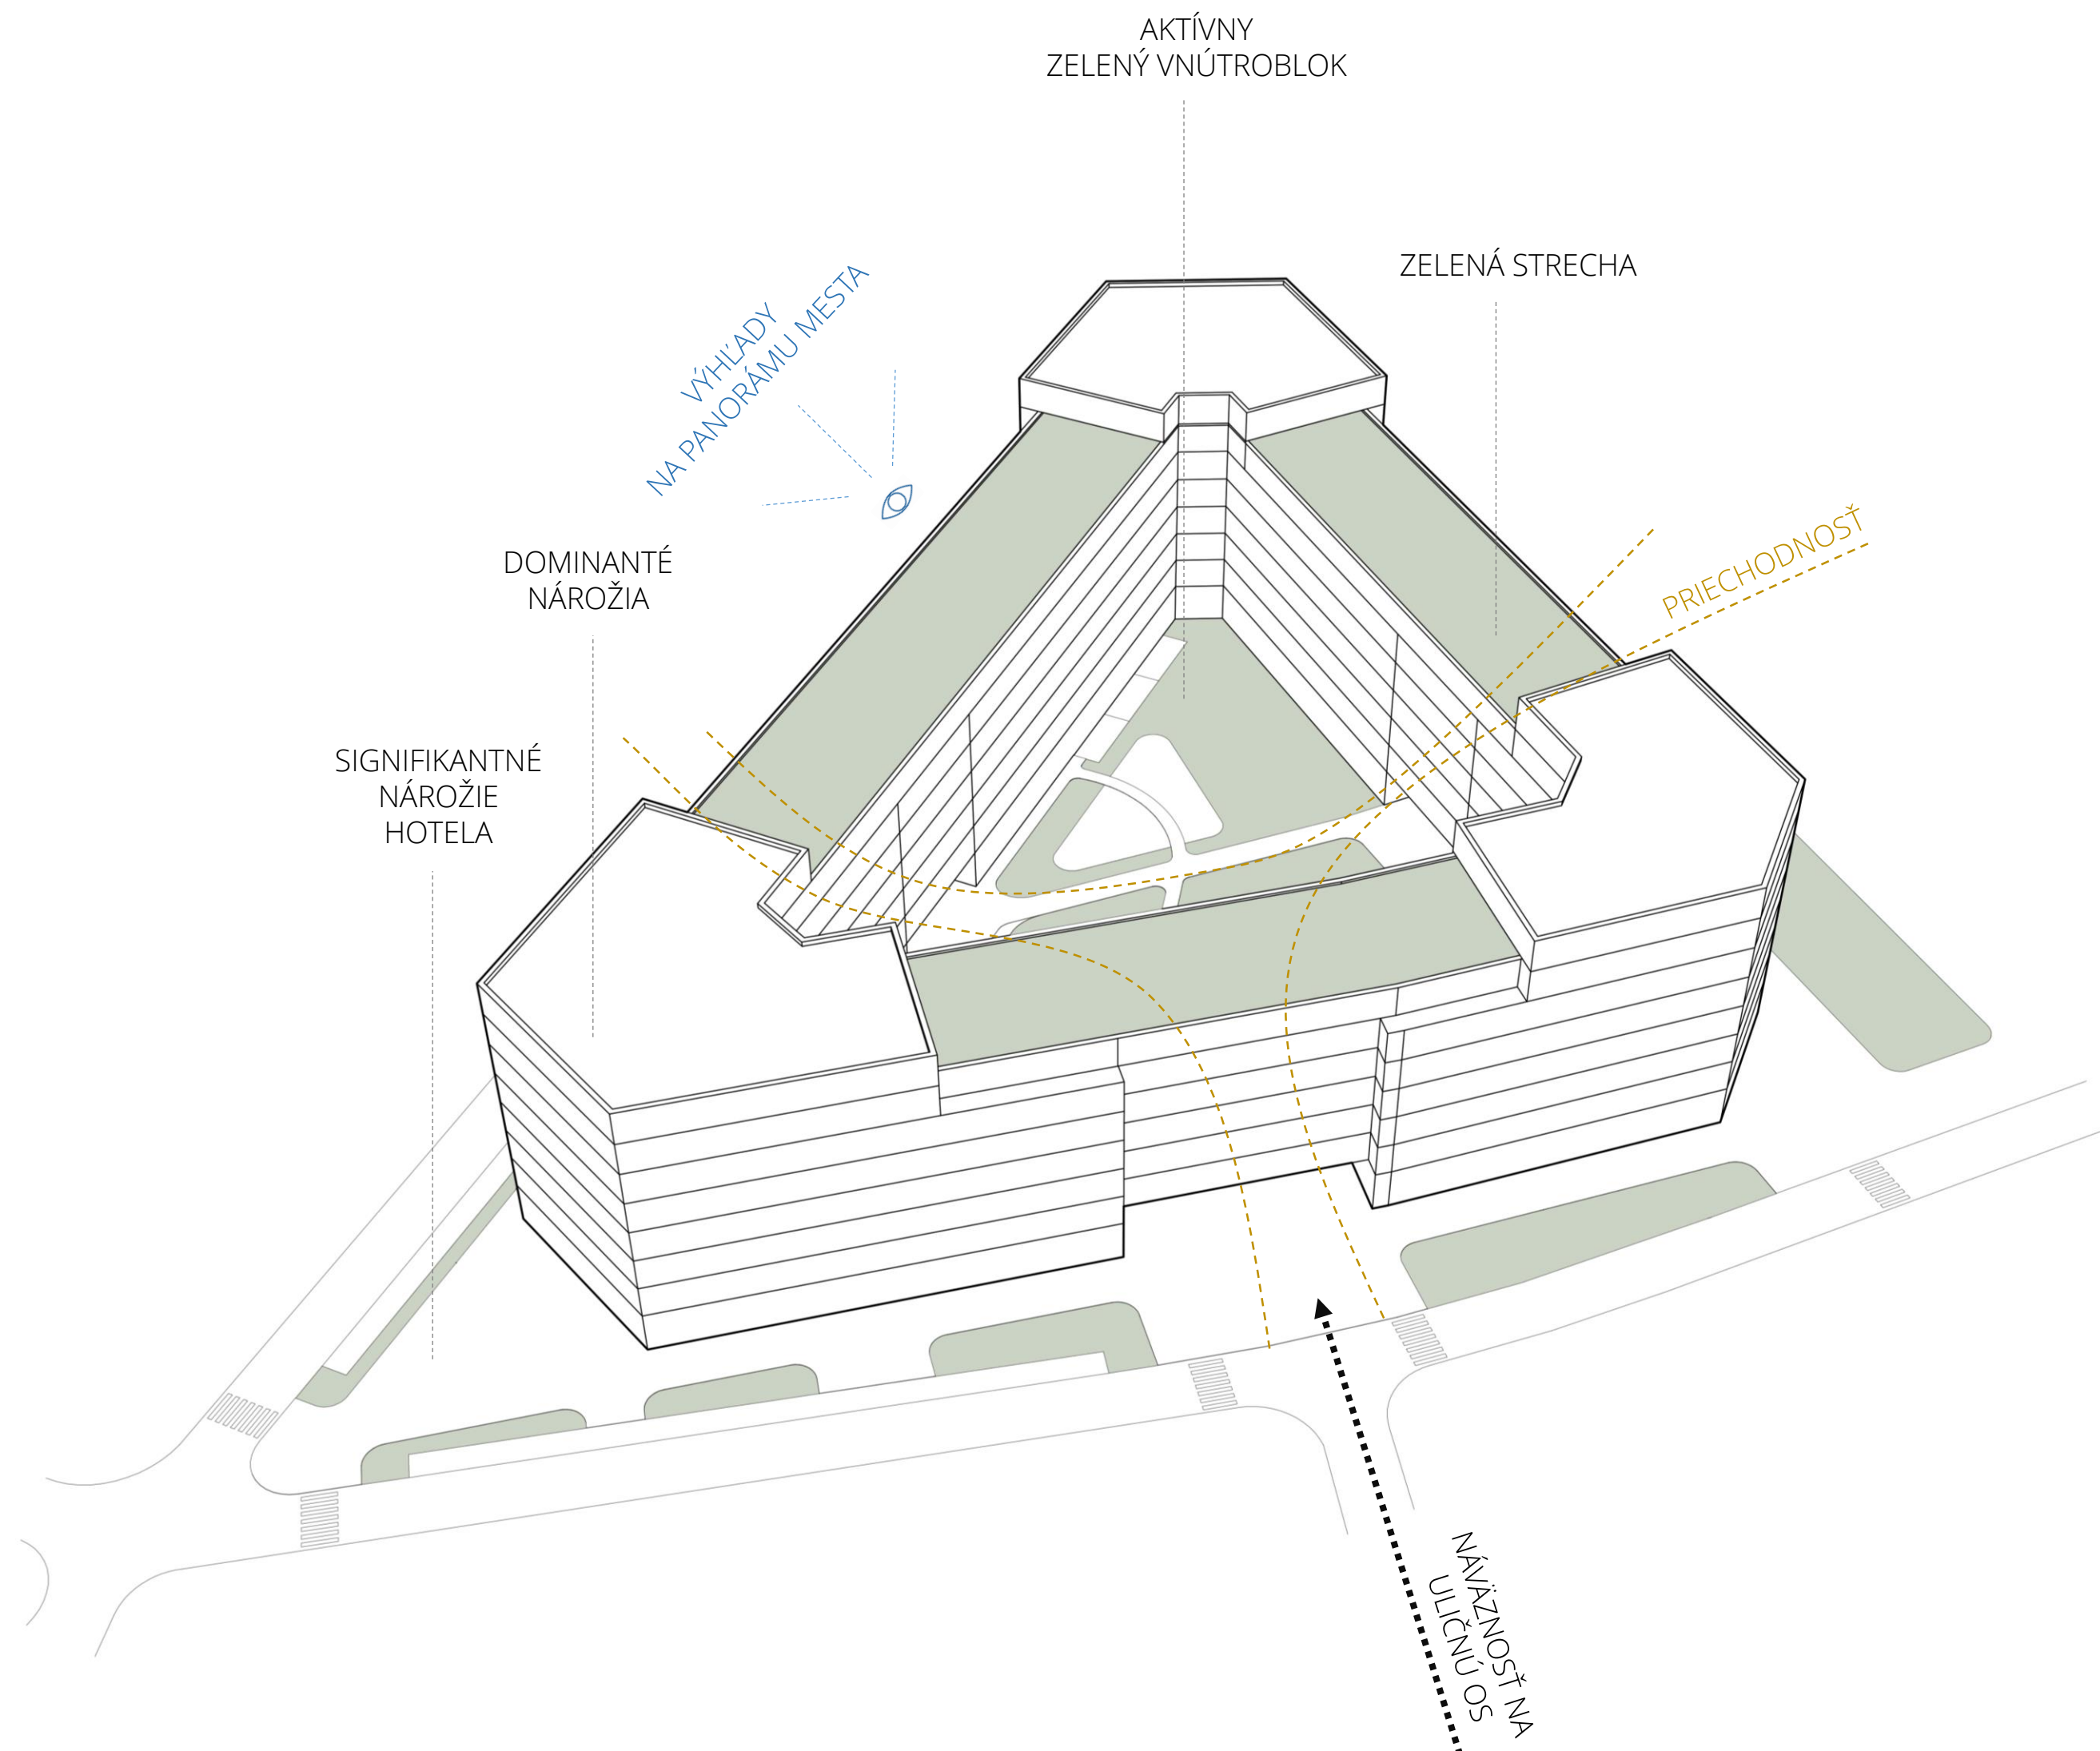 AKTÍVNY
ZELENÝ VNÚTROBLOK
ZELENÁ STRECHA
VÝHĽADY
NA PANORÁMU MESTA
PRIECHODNOSŤ
DOMINANTÉ
NÁROŽIA
SIGNIFIKANTNÉ
NÁROŽIE
HOTELA
NÁVÄZNOSŤ NA
ULIČNÚ OS